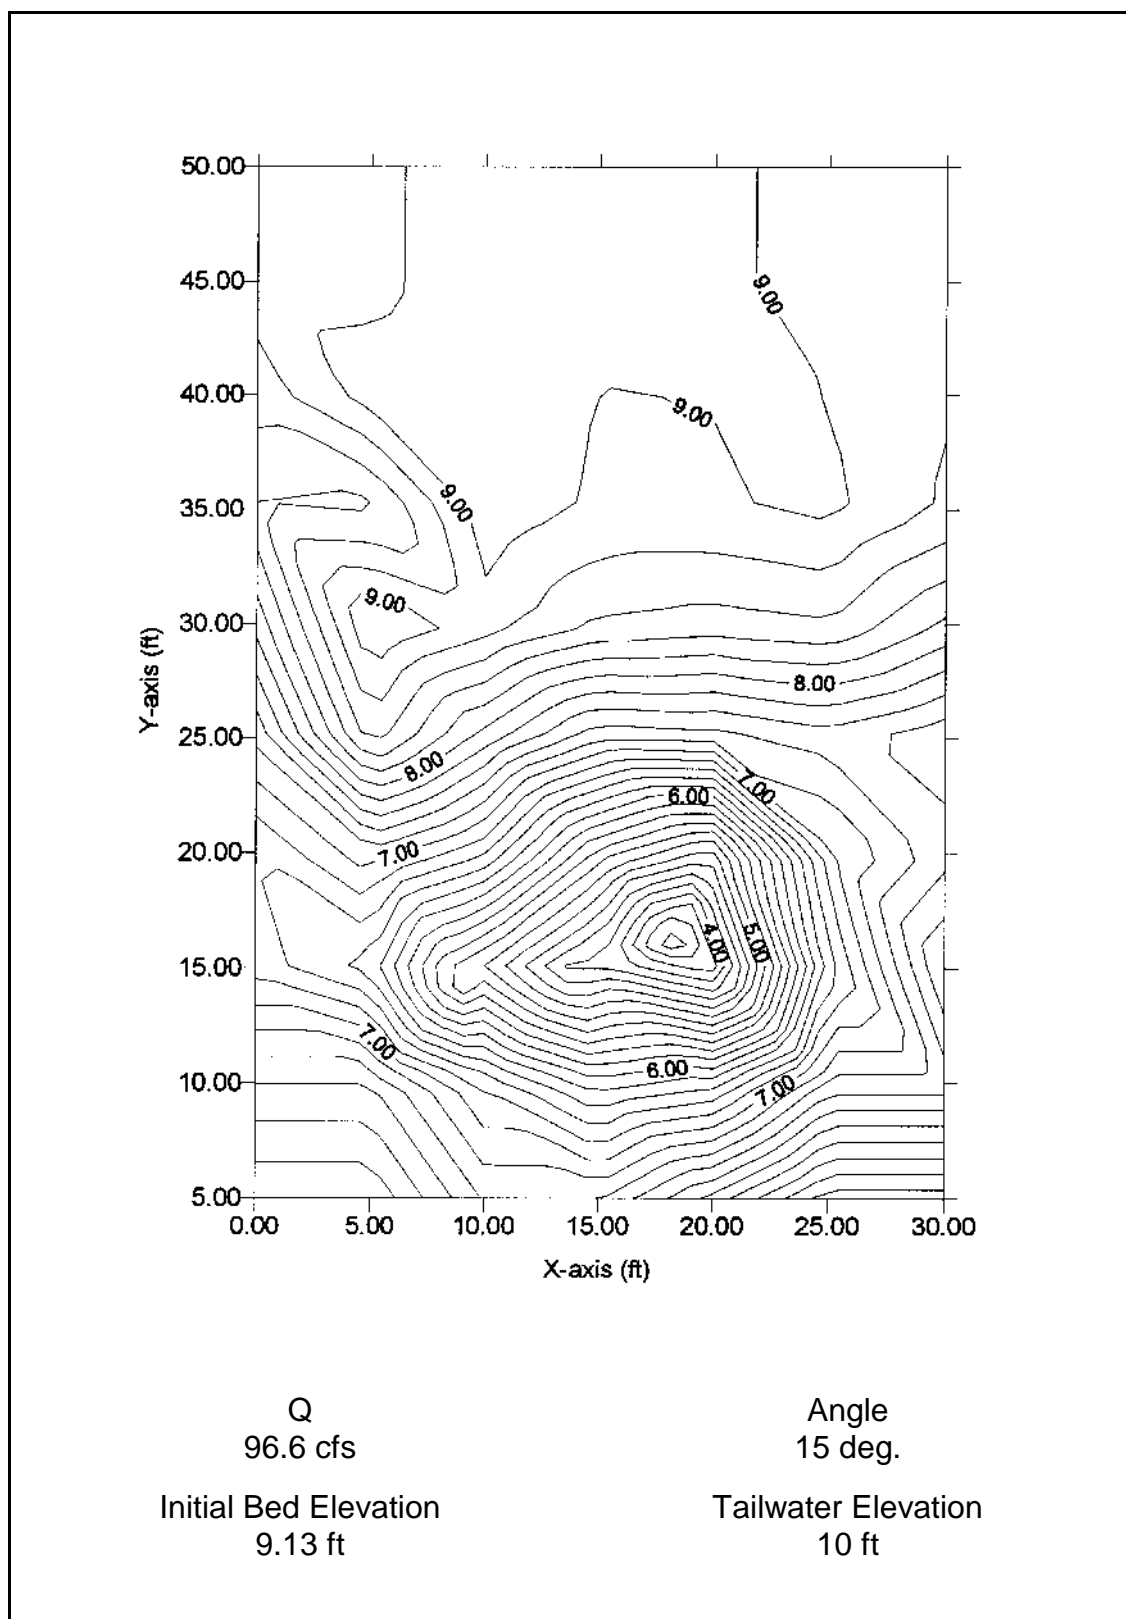 50.00
45.00
9.00
40.00
9.00
35.00
9.00
30.00
9.00
8.00
Y-axis (ft)
25.00
8.00
7.00
6.00
20.00
7.00
4.00
5.00
15.00
7.00
10.00
6.00
7.00
5.00
0.00 5.00 10.00 15.00 20.00 25.00 30.00
X-axis (ft)
Q
96.6 cfs
Angle
15 deg.
Initial Bed Elevation
9.13 ft
Tailwater Elevation
10 ft